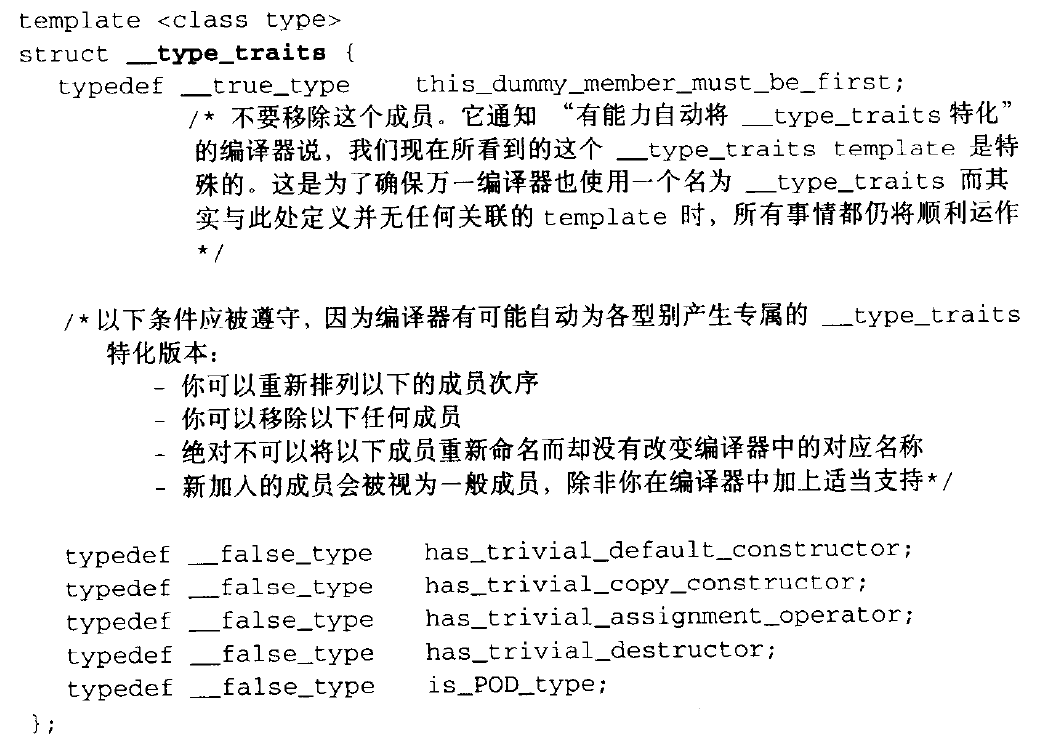 template <class type>
struct __type_traits {
typedef __true_type this_dummy_member_must_be_first;
/* 不要移除这个成员。它通知 “有能力自动将 __type_traits 特化”
的编译器说，我们现在所看到的这个 __type_traits template 是特
殊的。这是为了确保万一编译器也使用一个名为 __type_traits 而其
实与此处定义并无任何关联的 template 时，所有事情都仍将顺利运作
*/
/*以下条件应被遵守，因为编译器有可能自动为各型别产生专属的 __type_traits
特化版本：
- 你可以重新排列以下的成员次序
- 你可以移除以下任何成员
- 绝对不可以将以下成员重新命名而却没有改变编译器中的对应名称
- 新加入的成员会被视为一般成员，除非你在编译器中加上适当支持*/
typedef __false_type has_trivial_default_constructor;
typedef __false_type has_trivial_copy_constructor;
typedef __false_type has_trivial_assignment_operator;
typedef __false_type has_trivial_destructor;
typedef __false_type is_POD_type;
};